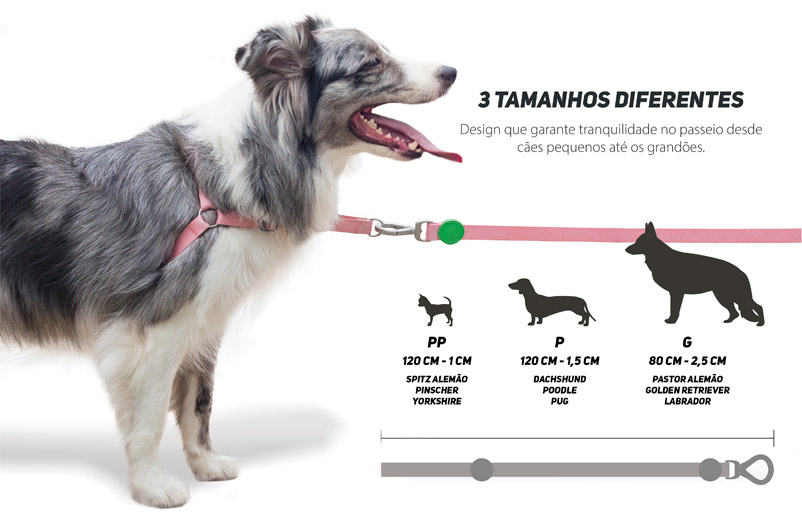 3 TAMANHOS DIFERENTES
Design que garante tranquilidade no passeio desde
cães pequenos até os grandões.
PP
120 CM - 1 CM
SPITZ ALEMÃO
PINSCHER
YORKSHIRE
P
120 CM - 1,5 CM
DACHSHUND
POODLE
PUG
G
80 CM - 2,5 CM
PASTOR ALEMÃO
GOLDEN RETRIEVER
LABRADOR